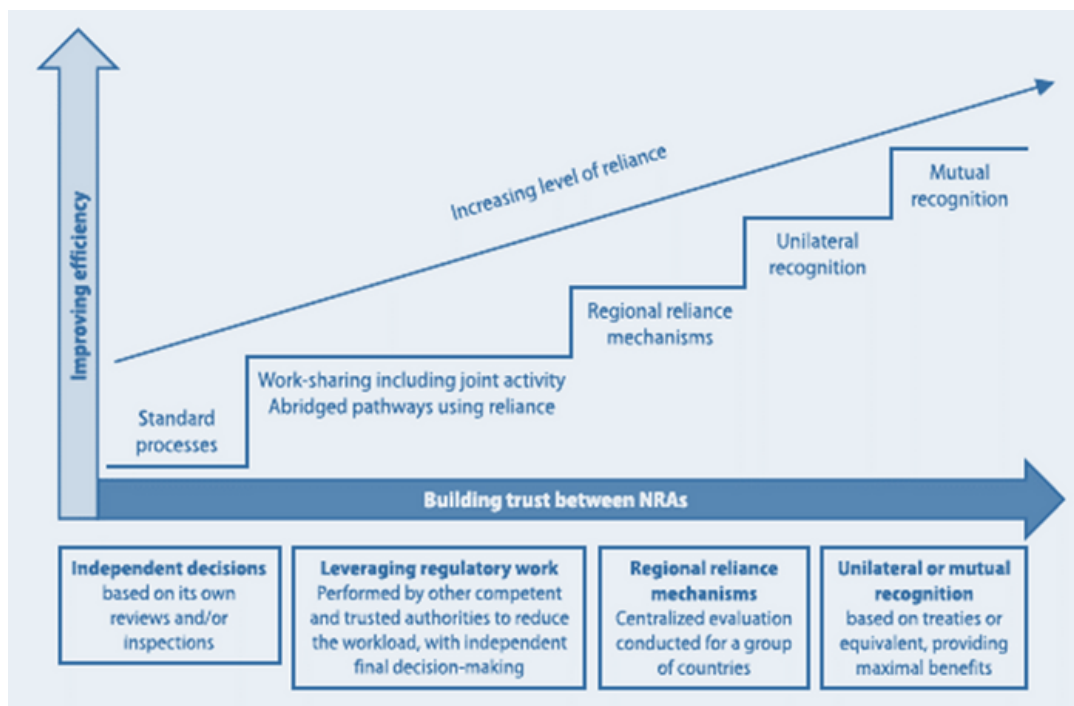 Improving efficiency
Increasing level of reliance
Mutual
recognition
Unilateral
recognition
Regional reliance
mechanisms
Work-sharing including joint activity
Abridged pathways using reliance
Standard
processes
Building trust between NRAs
Independent decisions
based on its own
reviews and/or
inspections
Leveraging regulatory work
Performed by other competent
and trusted authorities to reduce
the workload, with independent
final decision-making
Regional reliance
mechanisms
Centralized evaluation
conducted for a group
of countries
Unilateral or mutual
recognition
based on treaties or
equivalent, providing
maximal benefits